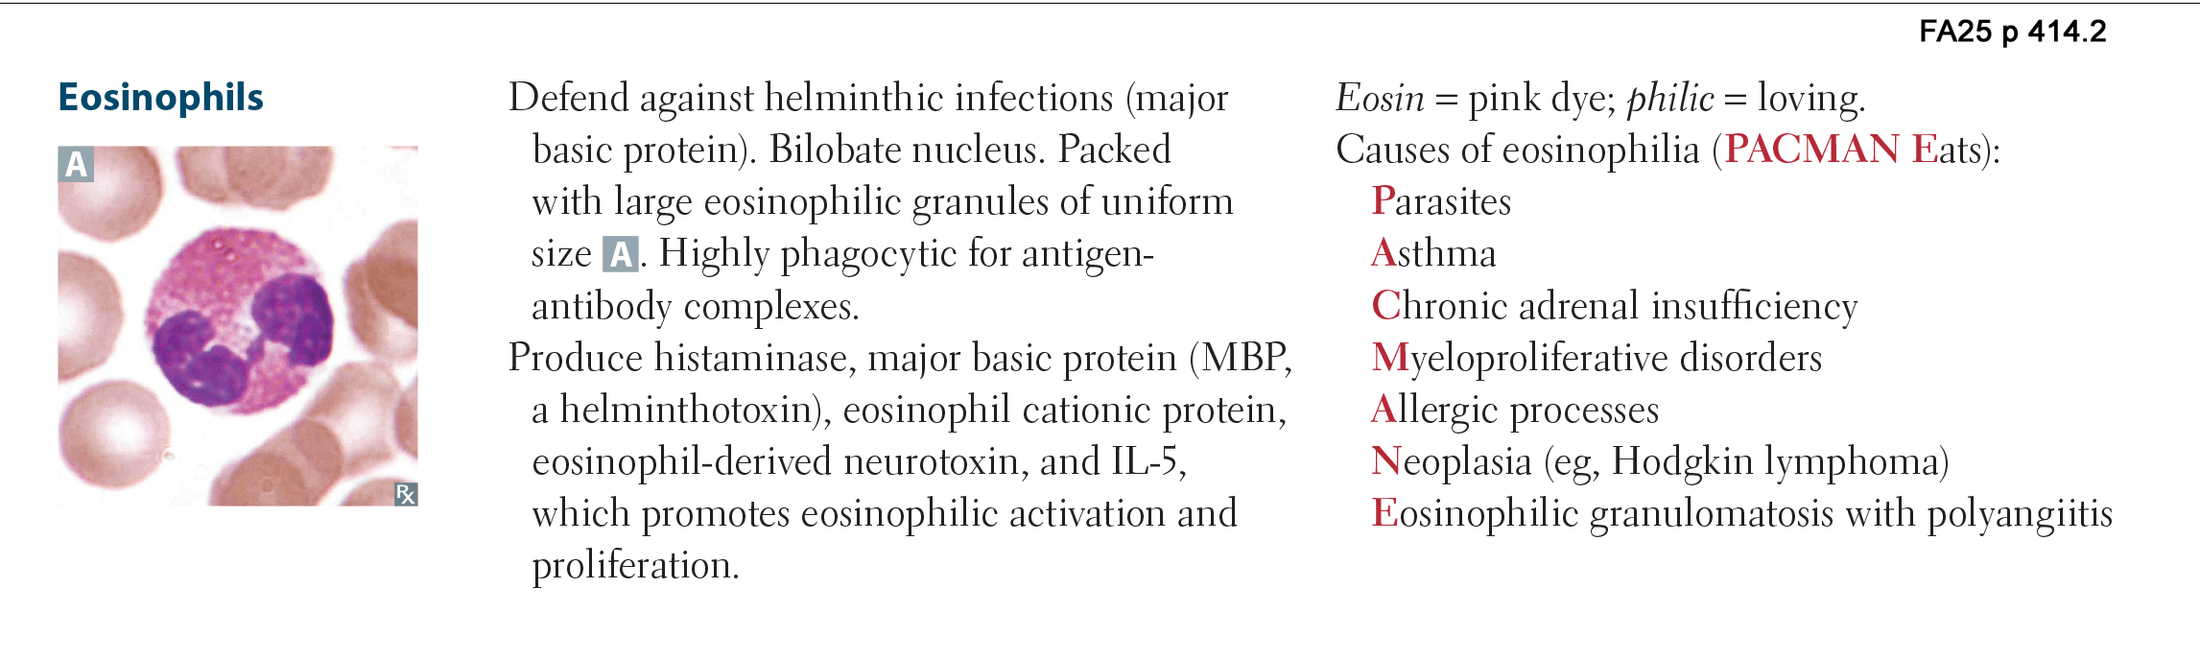 FA25 p 414.2
Eosinophils
A
Rx
Defend against helminthic infections (major
basic protein). Bilobate nucleus. Packed
with large eosinophilic granules of uniform
size A. Highly phagocytic for antigen-
antibody complexes.
Produce histaminase, major basic protein (MBP,
a helminthotoxin), eosinophil cationic protein,
eosinophil-derived neurotoxin, and IL-5,
which promotes eosinophilic activation and
proliferation.
Eosin = pink dye; philic = loving.
Causes of eosinophilia (PACMAN Eats):
Parasites
Asthma
Chronic adrenal insufficiency
Myeloproliferative disorders
Allergic processes
Neoplasia (eg, Hodgkin lymphoma)
Eosinophilic granulomatosis with polyangiitis